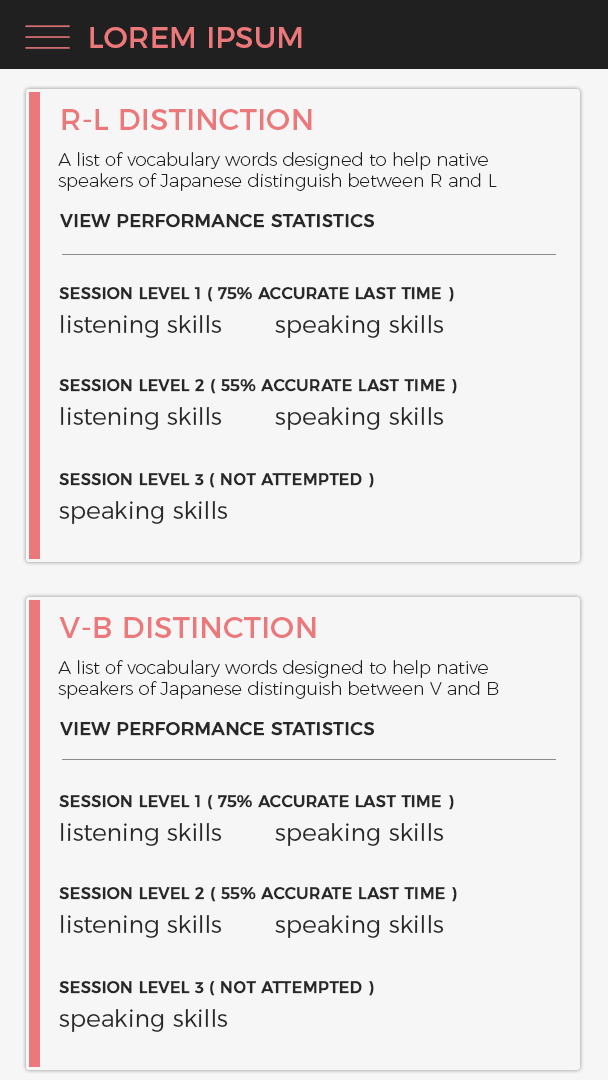 LOREM IPSUM
R-L DISTINCTION
A list of vocabulary words designed to help native
speakers of Japanese distinguish between R and L
VIEW PERFORMANCE STATISTICS
SESSION LEVEL 1 ( 75% ACCURATE LAST TIME )
listening skills speaking skills
SESSION LEVEL 2 ( 55% ACCURATE LAST TIME )
listening skills speaking skills
SESSION LEVEL 3 ( NOT ATTEMPTED )
speaking skills
V-B DISTINCTION
A list of vocabulary words designed to help native
speakers of Japanese distinguish between V and B
VIEW PERFORMANCE STATISTICS
SESSION LEVEL 1 ( 75% ACCURATE LAST TIME )
listening skills speaking skills
SESSION LEVEL 2 ( 55% ACCURATE LAST TIME )
listening skills speaking skills
SESSION LEVEL 3 ( NOT ATTEMPTED )
speaking skills